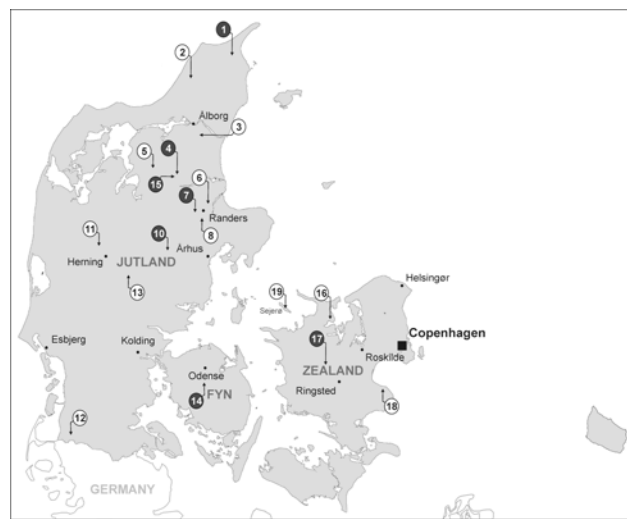 1
2
Ålborg
3
5
4
15
6
7
Randers
8
11
10
Århus
Herning
JUTLAND
13
19
16
Helsingør
Sejerø
Copenhagen
17
Roskilde
Esbjerg
Kolding
ZEALAND
Odense
Ringsted
FYN
14
18
12
GERMANY